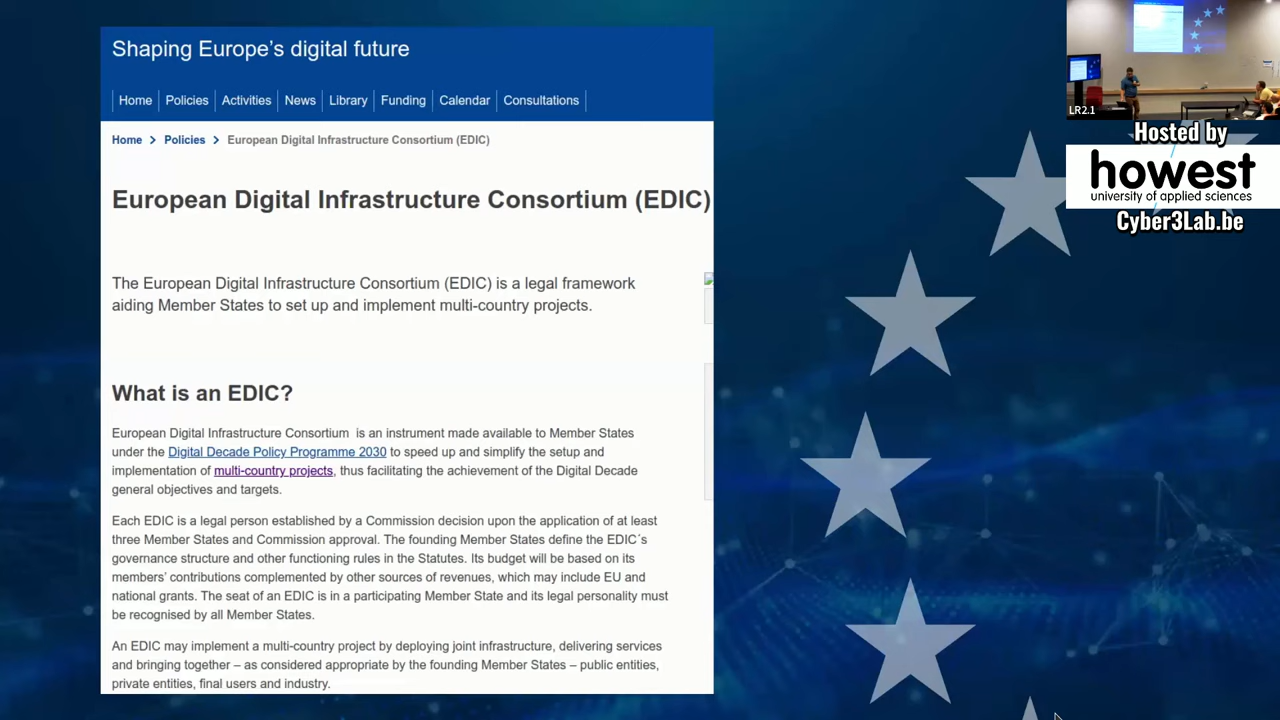 Shaping Europe's digital future
Home
Policies
Activities
News
Library
Funding
Calendar
Consultations
Home > Policies > European Digital Infrastructure Consortium (EDIC)
European Digital Infrastructure Consortium (EDIC)
The European Digital Infrastructure Consortium (EDIC) is a legal framework
aiding Member States to set up and implement multi-country projects.
What is an EDIC?
European Digital Infrastructure Consortium is an instrument made available to Member States
under the Digital Decade Policy Programme 2030 to speed up and simplify the setup and
implementation of multi-country projects, thus facilitating the achievement of the Digital Decade
general objectives and targets.
Each EDIC is a legal person established by a Commission decision upon the application of at least
three Member States and Commission approval. The founding Member States define the EDIC´s
governance structure and other functioning rules in the Statutes. Its budget will be based on its
members' contributions complemented by other sources of revenues, which may include EU and
national grants. The seat of an EDIC is in a participating Member State and its legal personality must
be recognised by all Member States.
An EDIC may implement a multi-country project by deploying joint infrastructure, delivering services
and bringing together – as considered appropriate by the founding Member States – public entities,
private entities, final users and industry.
LR2.1
Hosted by
howest
university of applied sciences
Cyber3Lab.be